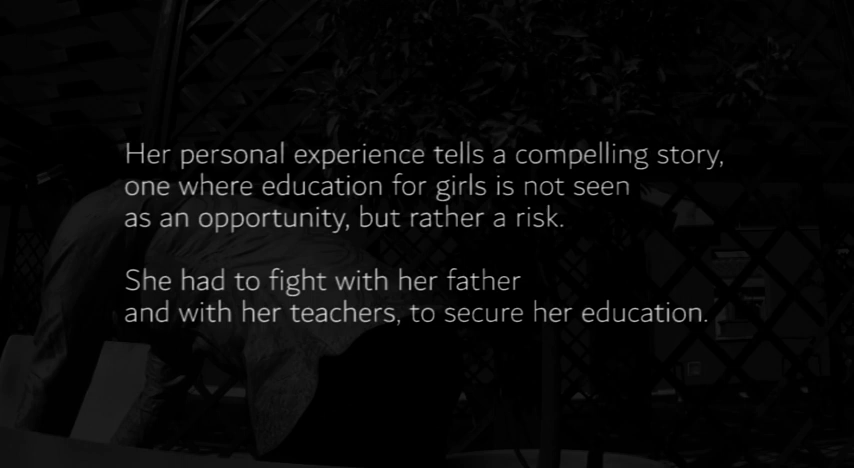 Her personal experience tells a compelling story,
one where education for girls is not seen
as an opportunity, but rather a risk.
She had to fight with her father
and with her teachers, to secure her education.